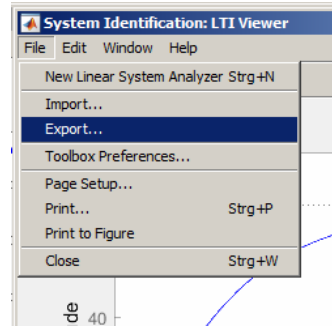 System Identification: LTI Viewer
File Edit Window Help
New Linear System Analyzer Strg+N
Import...
Export...
Toolbox Preferences...
Page Setup...
Print... Strg+P
Print to Figure
Close Strg+W
de
40